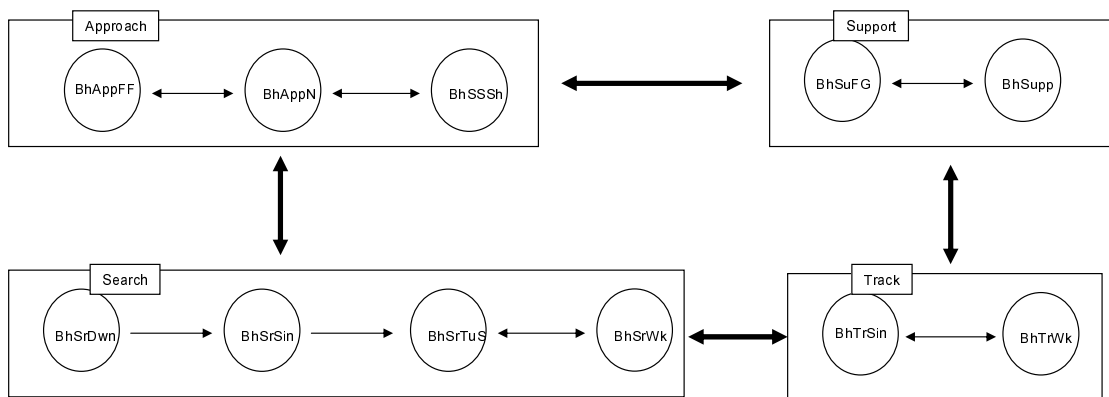 Approach
BhAppFF
BhAppN
BhSSSh
Support
BhSuFG
BhSupp
Search
BhSrDwn
BhSrSin
BhSrTuS
BhSrWk
Track
BhTrSin
BhTrWk